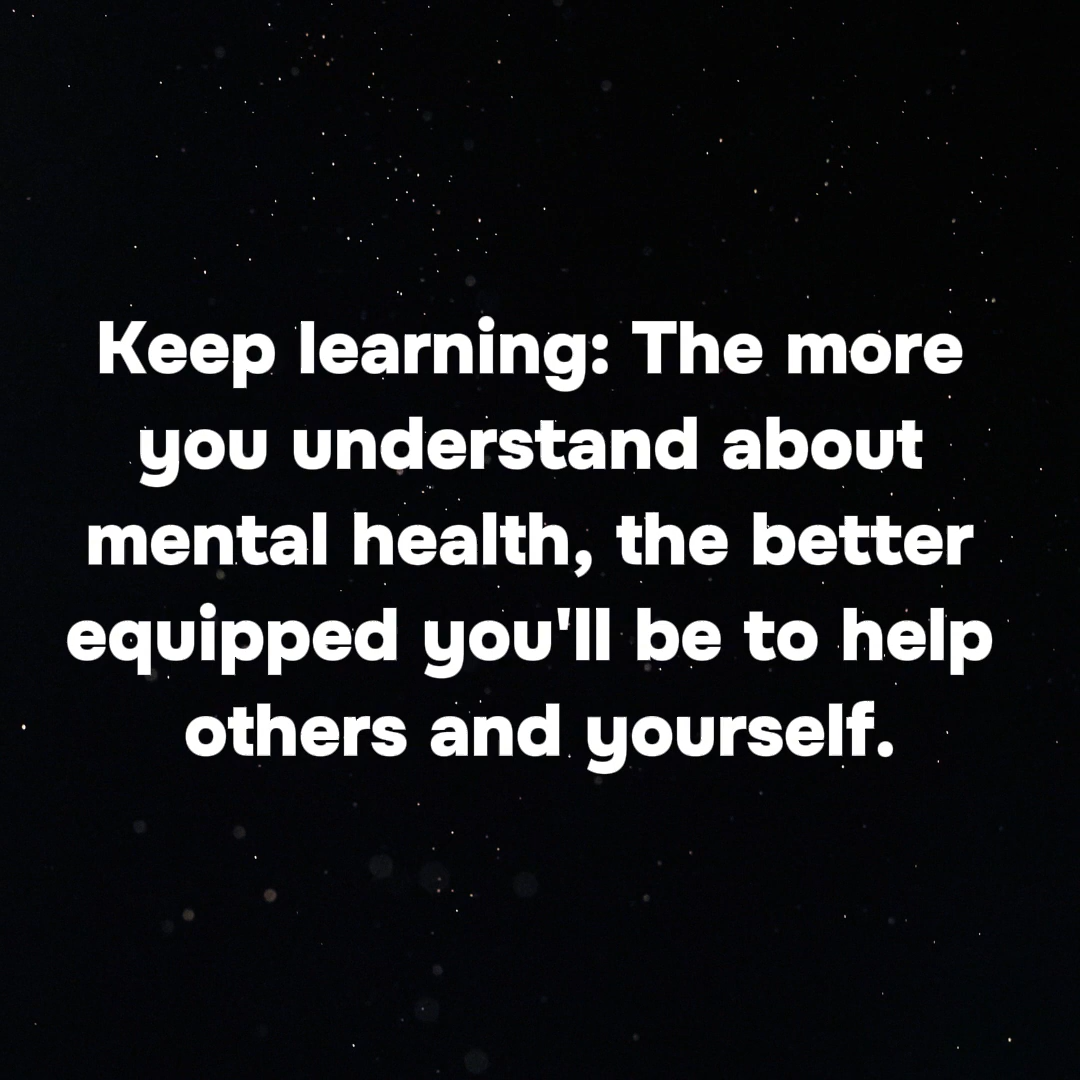 Keep learning: The more
you understand about
mental health, the better
equipped you'll be to help
others and yourself.